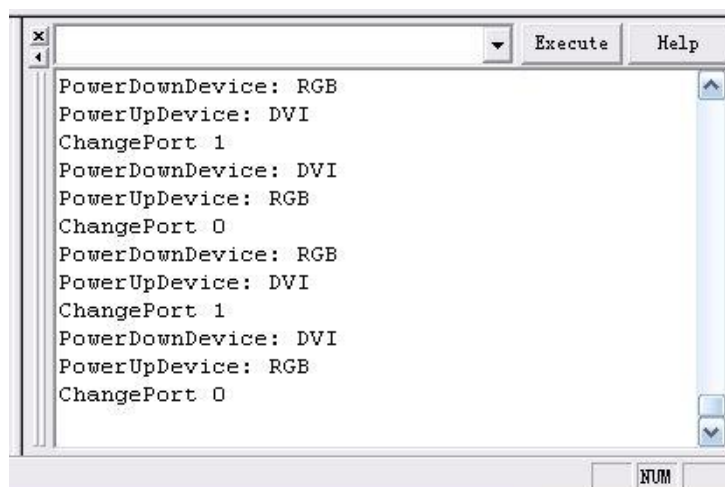 Execute Help
PowerDownDevice: RGB
PowerUpDevice: DVI
ChangePort 1
PowerDownDevice: DVI
PowerUpDevice: RGB
ChangePort 0
PowerDownDevice: RGB
PowerUpDevice: DVI
ChangePort 1
PowerDownDevice: DVI
PowerUpDevice: RGB
ChangePort 0
NUM